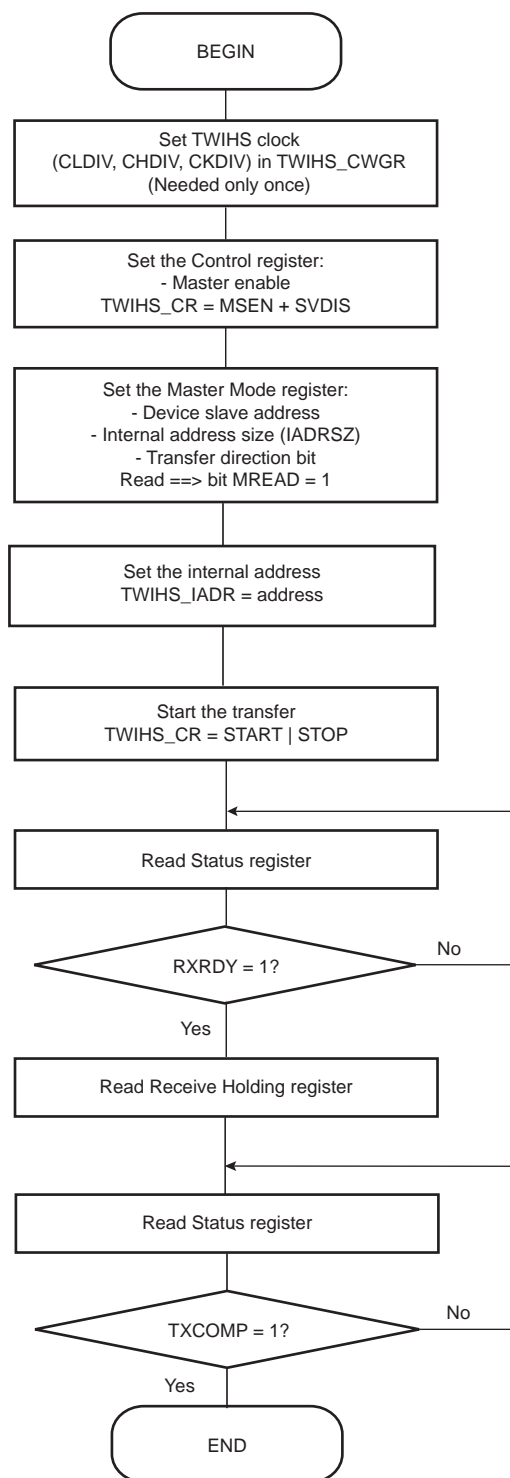 BEGIN
Set TWIHS clock
(CLDIV, CHDIV, CKDIV) in TWIHS_CWGR
(Needed only once)
Set the Control register:
- Master enable
TWIHS_CR = MSEN + SVDIS
Set the Master Mode register:
- Device slave address
- Internal address size (IADRSZ)
- Transfer direction bit
Read ==> bit MREAD = 1
Set the internal address
TWIHS_IADR = address
Start the transfer
TWIHS_CR = START | STOP
Read Status register
RXRDY = 1?
No
Yes
Read Receive Holding register
Read Status register
TXCOMP = 1?
No
Yes
END